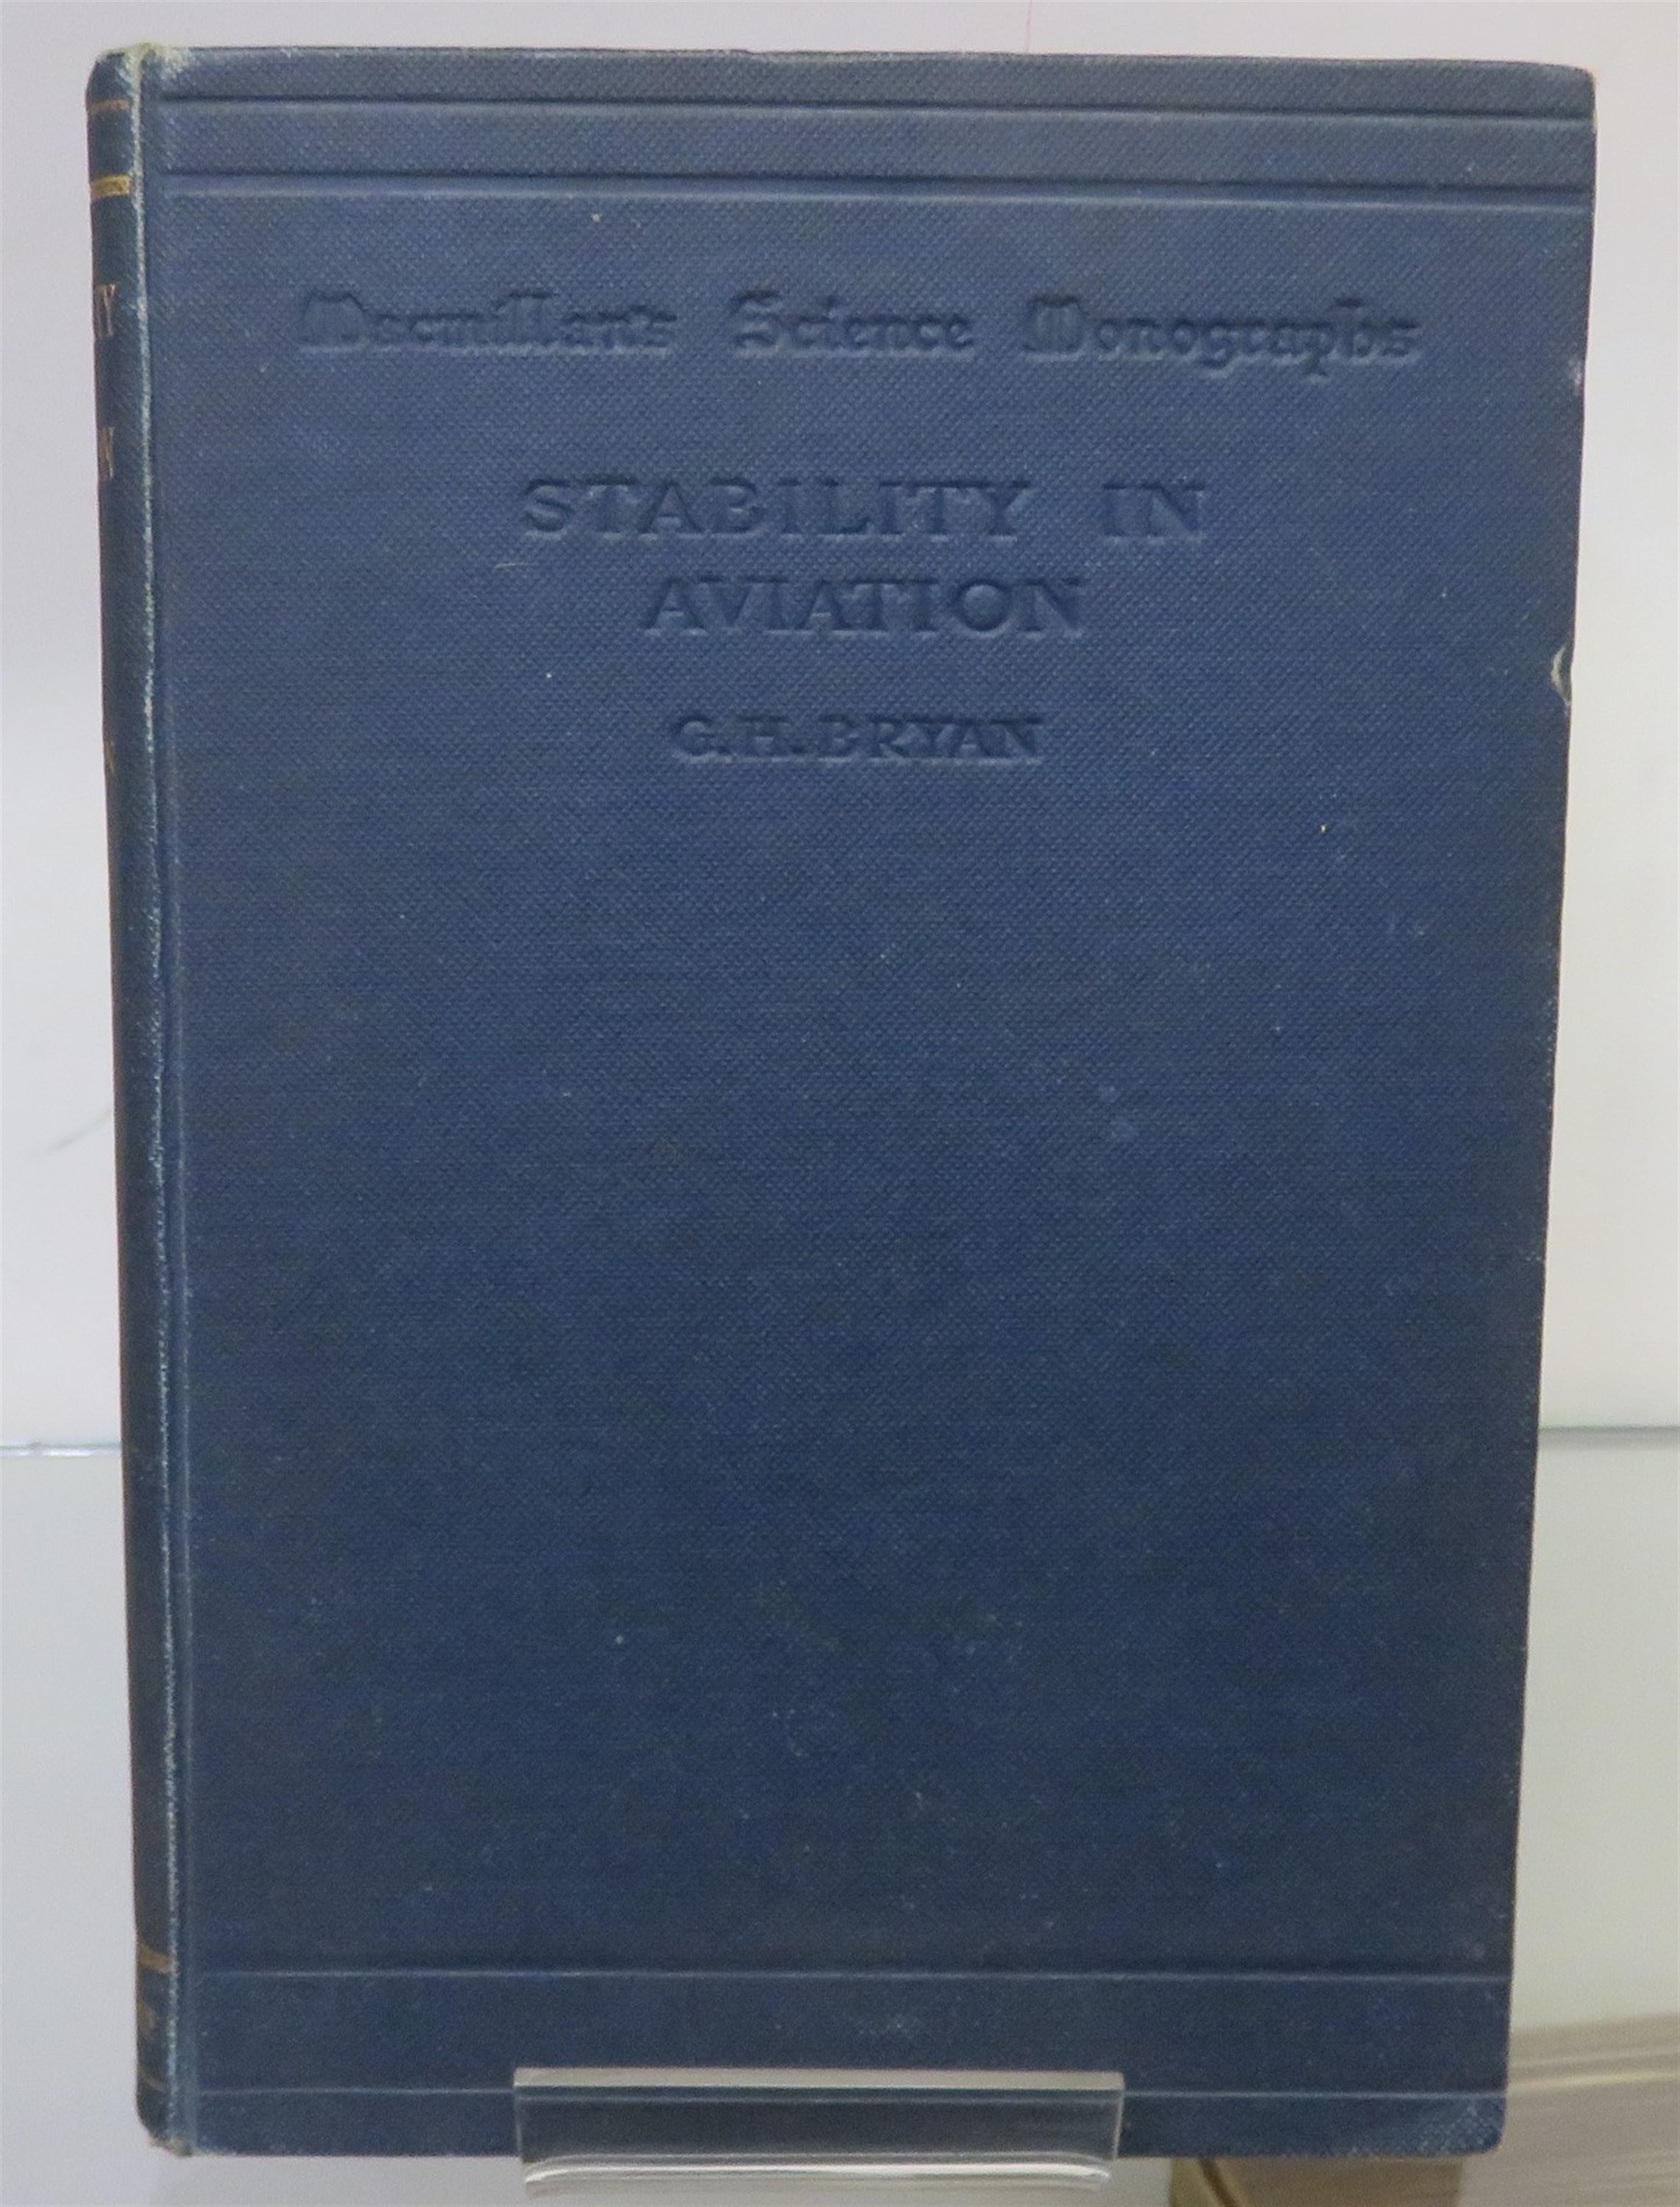 Macmillan's Science Monographs
STABILITY IN
AVIATION
G. H. BRYAN